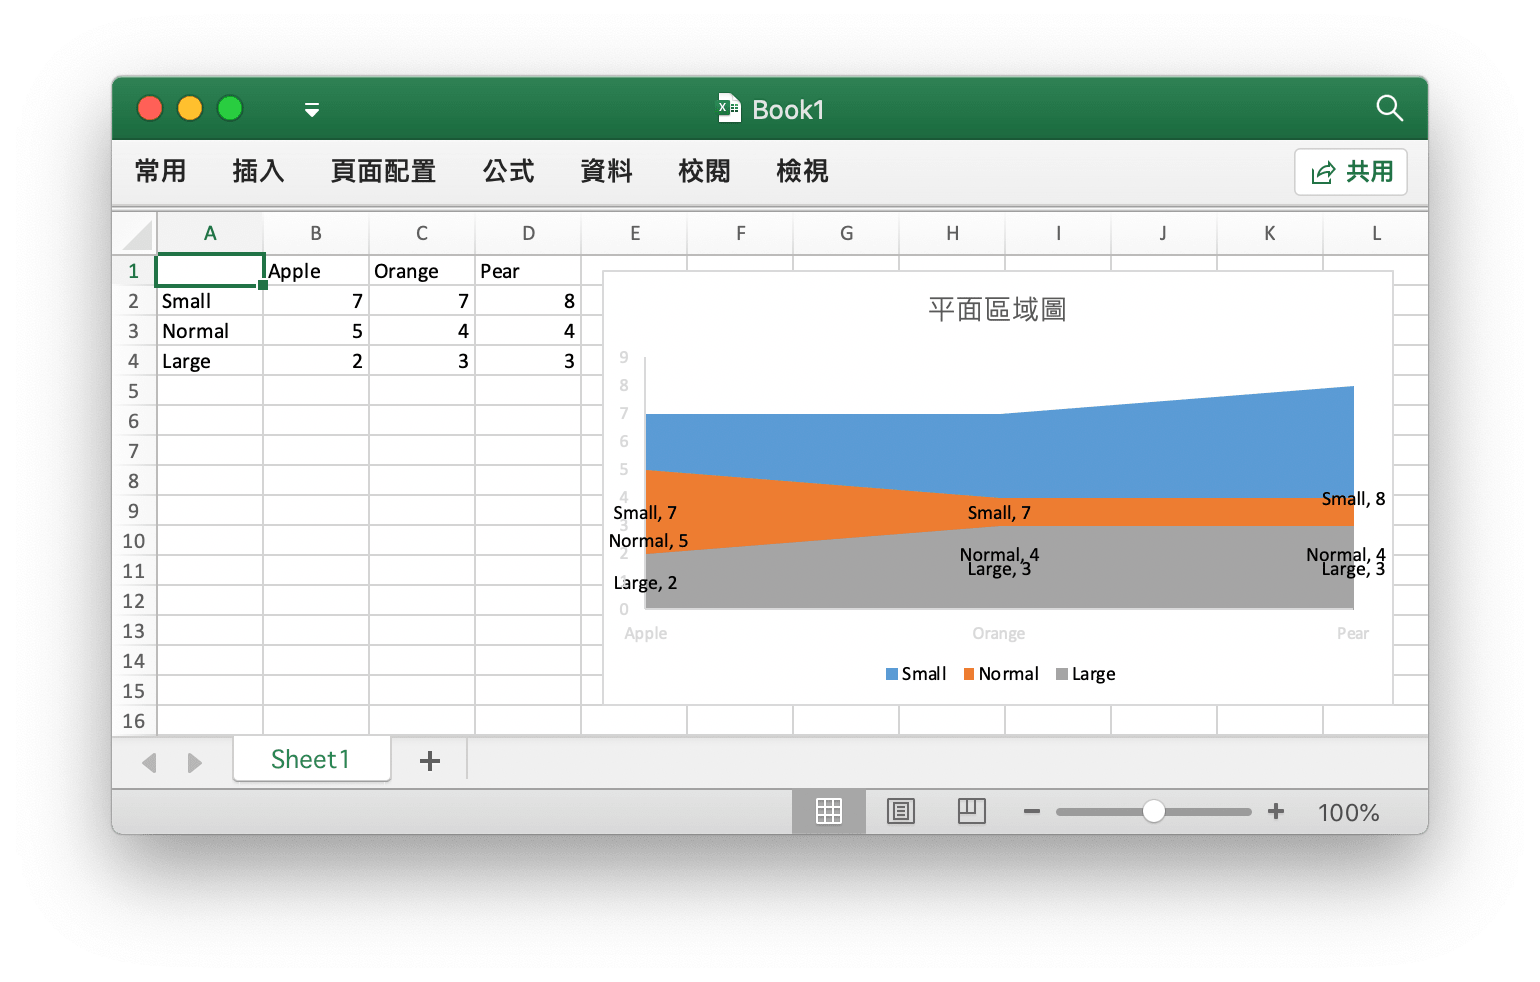 Book1
常用 插入 頁面配置 公式 資料 校閱 檢視 共用
A B C D E F G H I J K L
1 Apple Orange Pear
2 Small 7 7 8
3 Normal 5 4 4
4 Large 2 3 3
5
6
7
8
9
10
11
12
13
14
15
16
平面區域圖
9
8
7
6
5
4
3
2
1
0
Small, 7 Small, 7 Small, 8
Normal, 5 Normal, 4 Normal, 4
Large, 2 Large, 3 Large, 3
Apple Orange Pear
Small Normal Large
Sheet1
100%